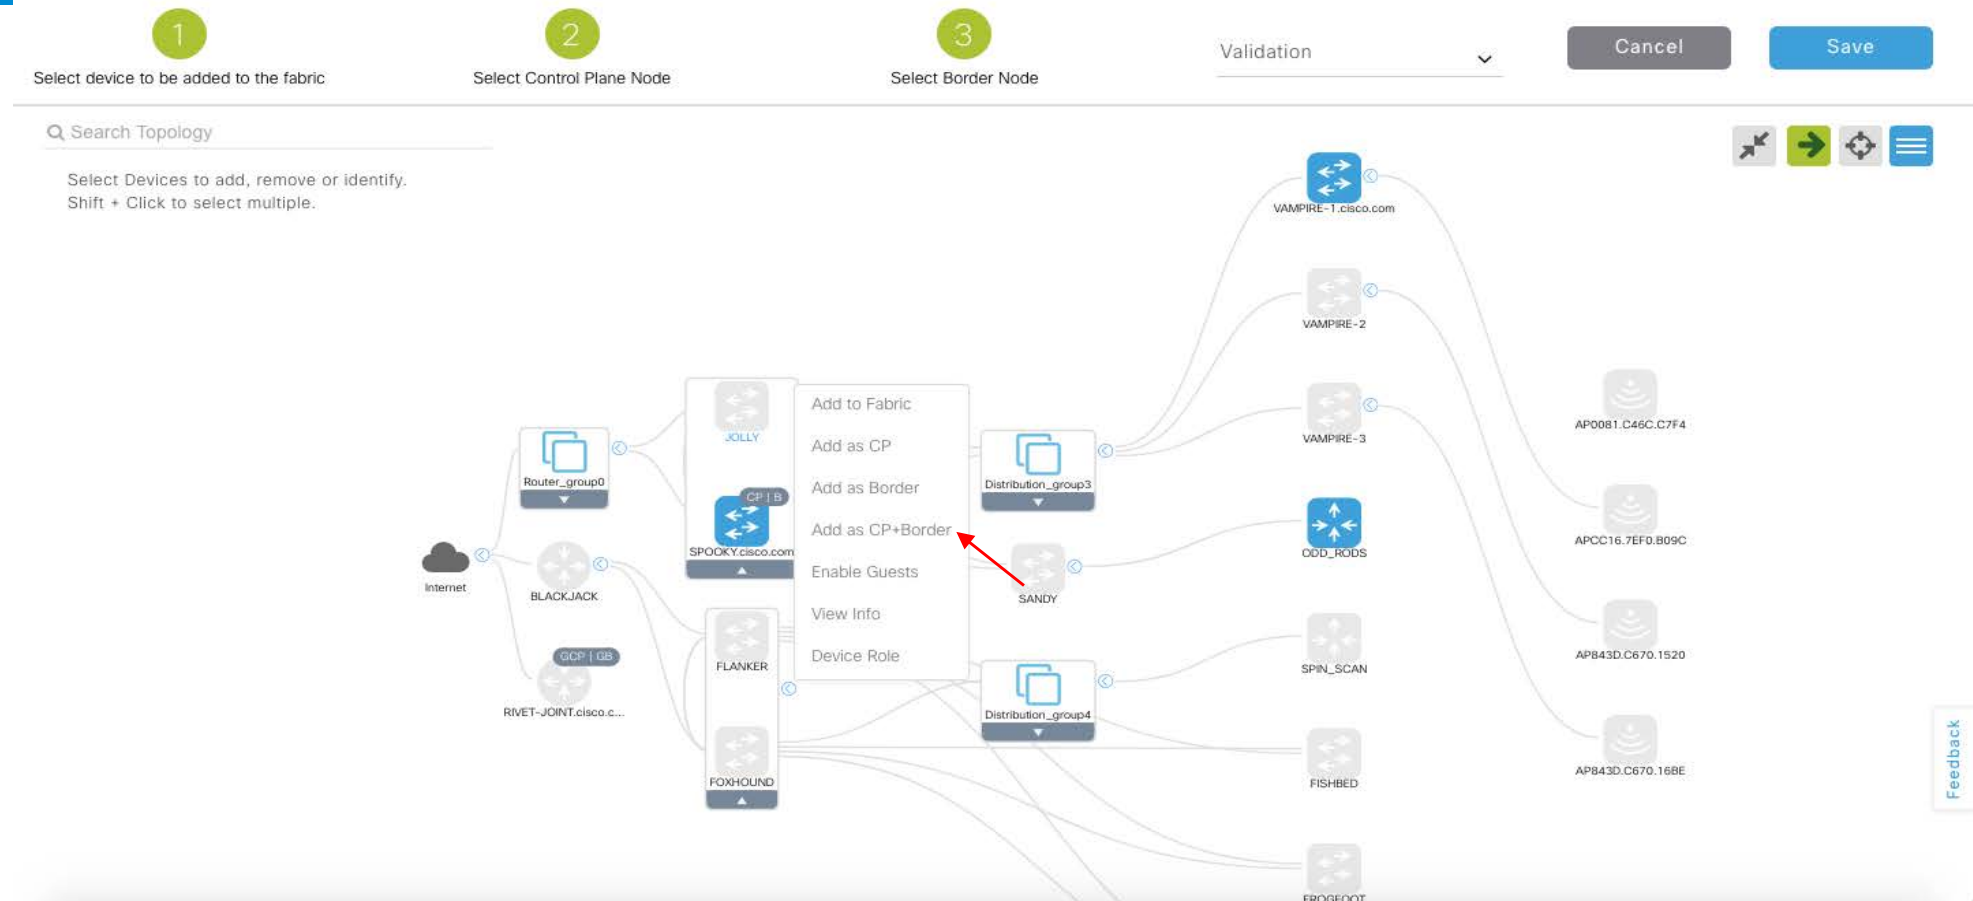 1
Select device to be added to the fabric
2
Select Control Plane Node
3
Select Border Node
Validation
Cancel
Save
Search Topology
Select Devices to add, remove or identify.
Shift + Click to select multiple.
VAMPIRE-1.cisco.com
VAMPIRE-2
VAMPIRE-3
JOLLY
Add to Fabric
Add as CP
Add as Border
Add as CP+Border
Enable Guests
View Info
Device Role
Router_group0
CP | B
SPOOKY.cisco.com
Distribution_group3
AP0081.C46C.C7F4
APCC16.7EF0.B09C
ODD_RODS
Internet
BLACKJACK
SANDY
GCP | GB
RIVET-JOINT.cisco.c...
FLANKER
SPIN_SCAN
AP843D.C670.1520
Distribution_group4
FOXHOUND
FISHBED
AP843D.C670.16BE
Feedback
FROGFOOT